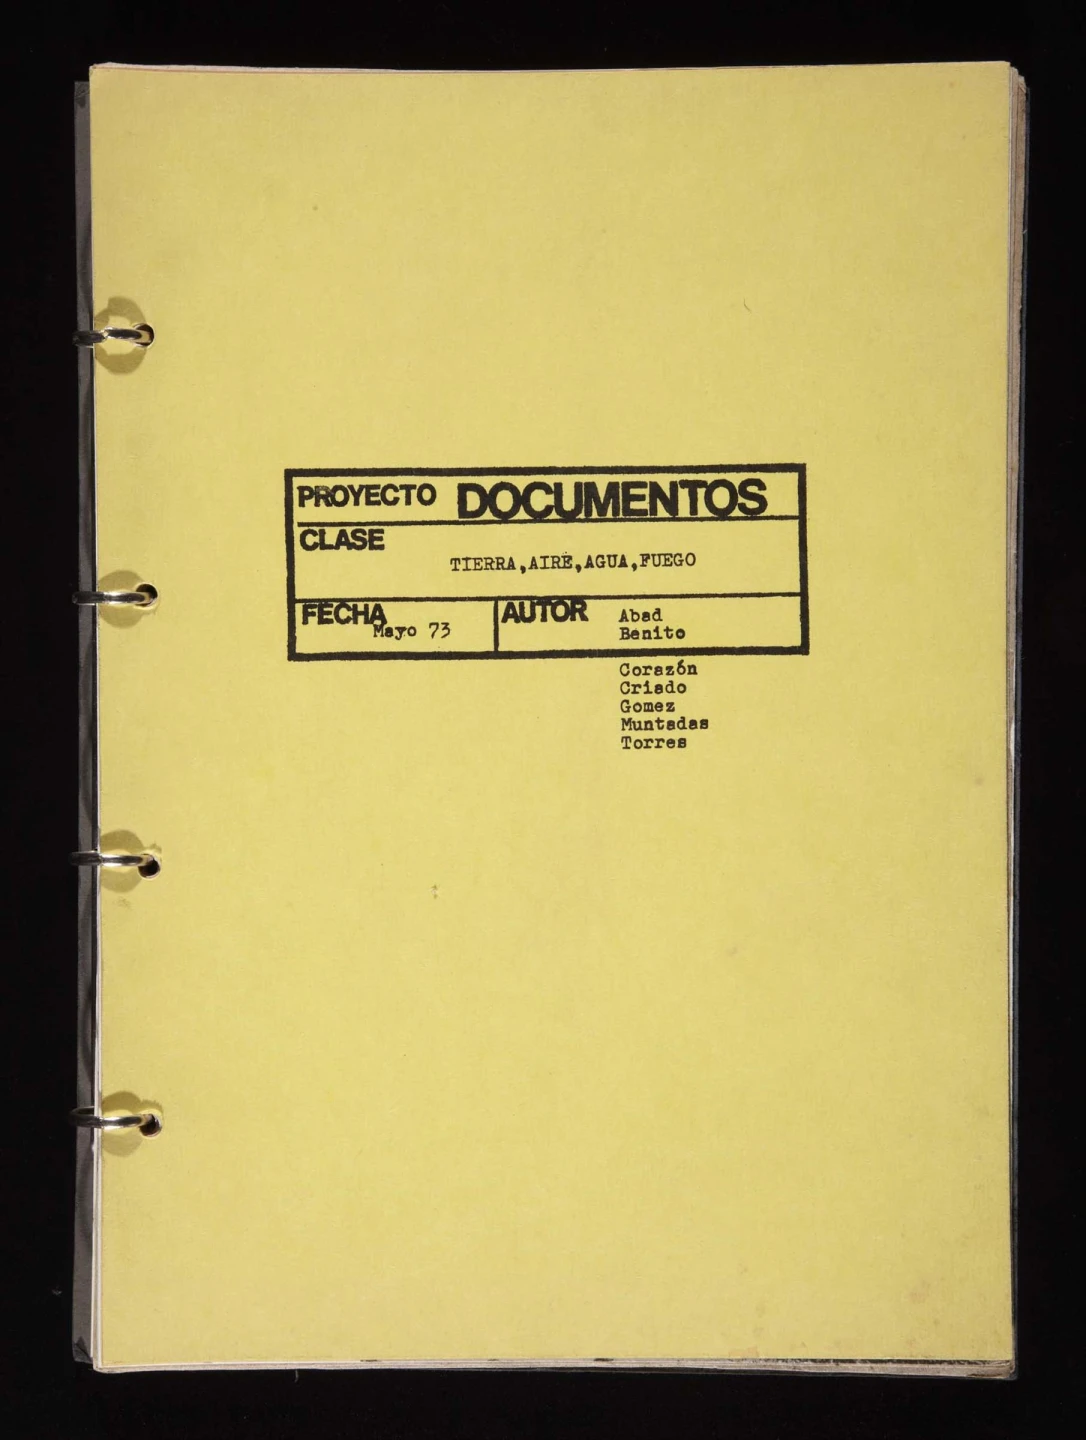 PROYECTO DOCUMENTOS
CLASE
TIERRA,AIRE,AGUA,FUEGO
FECHA
Mayo 73
AUTOR
Abad
Benito
Corazón
Criado
Gomez
Muntadas
Torres